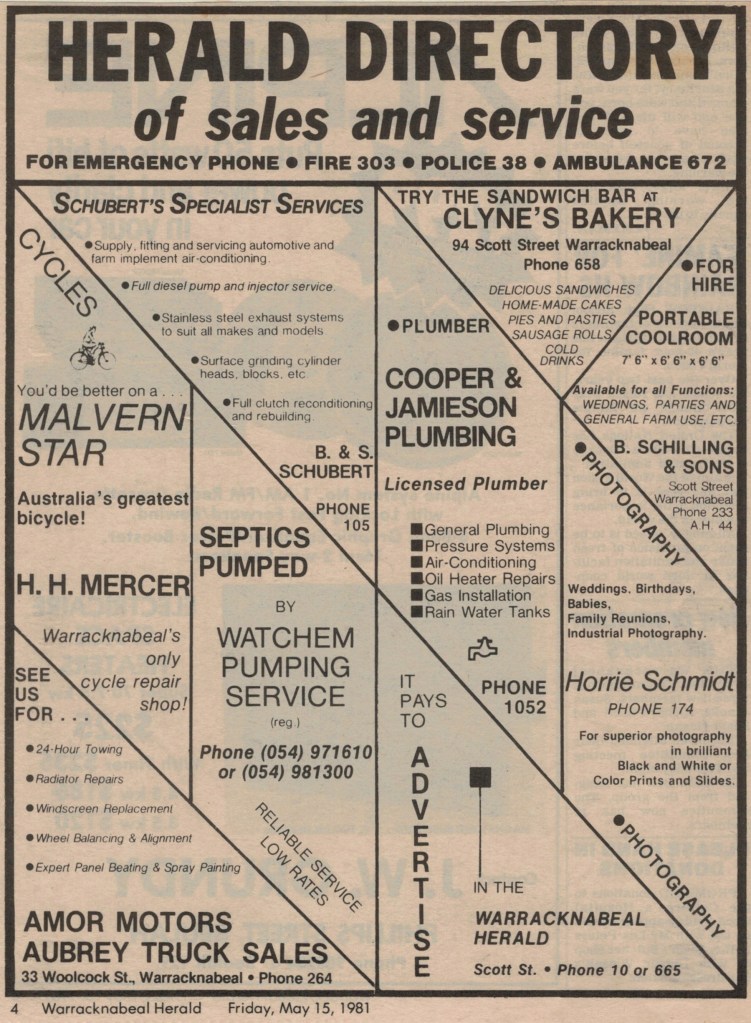 HERALD DIRECTORY
of sales and service
FOR EMERGENCY PHONE ● FIRE 303 ● POLICE 38 ● AMBULANCE 672
SCHUBERT'S SPECIALIST SERVICES
●Supply, fitting and servicing automotive and
farm implement air-conditioning.
●Full diesel pump and injector service.
●Stainless steel exhaust systems
to suit all makes and models
●Surface grinding cylinder
heads, blocks, etc
●Full clutch reconditioning
and rebuilding.
B. & S.
SCHUBERT
PHONE
105
TRY THE SANDWICH BAR AT
CLYNE'S BAKERY
94 Scott Street Warracknabeal
Phone 658
DELICIOUS SANDWICHES
HOME-MADE CAKES
PIES AND PASTIES
SAUSAGE ROLLS
COLD
DRINKS
●FOR
HIRE
PORTABLE
COOLROOM
7' 6" x 6' 6" x 6' 6"
Available for all Functions:
WEDDINGS, PARTIES AND
GENERAL FARM USE, ETC.
B. SCHILLING
& SONS
Scott Street
Warracknabeal
Phone 233
A.H. 44
CYCLES
You'd be better on a . . .
MALVERN
STAR
Australia's greatest
bicycle!
H. H. MERCER
Warracknabeal's
only
cycle repair
shop!
SEPTICS
PUMPED
BY
WATCHEM
PUMPING
SERVICE
(reg.)
Phone (054) 971610
or (054) 981300
RELIABLE SERVICE
LOW RATES
●PLUMBER
COOPER &
JAMIESON
PLUMBING
Licensed Plumber
■General Plumbing
■Pressure Systems
■Air-Conditioning
■Oil Heater Repairs
■Gas Installation
■Rain Water Tanks
PHONE
1052
●PHOTOGRAPHY
Weddings. Birthdays,
Babies,
Family Reunions,
Industrial Photography.
Horrie Schmidt
PHONE 174
For superior photography
in brilliant
Black and White or
Color Prints and Slides.
●PHOTOGRAPHY
SEE
US
FOR . . .
●24-Hour Towing
●Radiator Repairs
●Windscreen Replacement
●Wheel Balancing & Alignment
●Expert Panel Beating & Spray Painting
AMOR MOTORS
AUBREY TRUCK SALES
33 Woolcock St., Warracknabeal • Phone 264
IT
PAYS
TO
A
D
V
E
R
T
I
S
E
IN THE
WARRACKNABEAL
HERALD
Scott St. • Phone 10 or 665
4 Warracknabeal Herald Friday, May 15, 1981